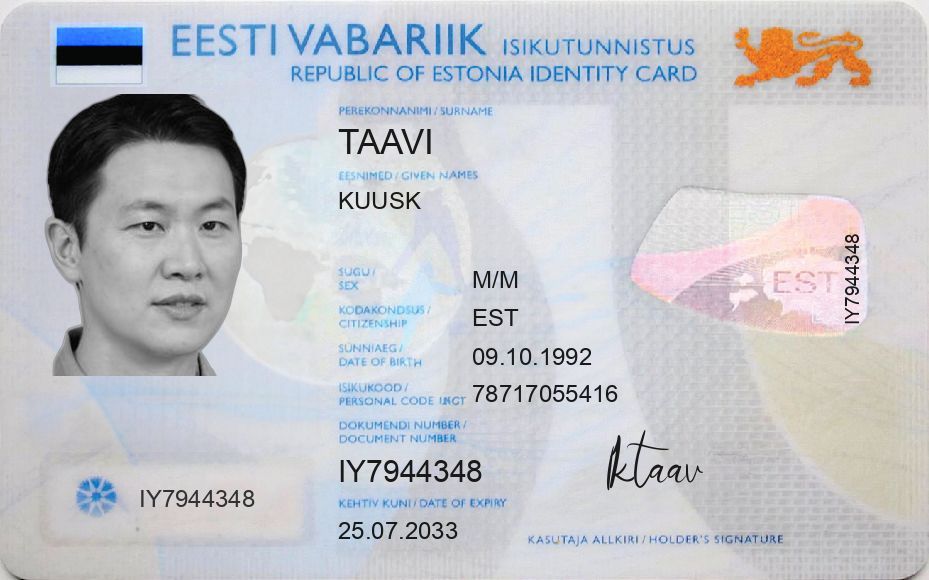 EESTI VABARIIK ISIKUTUNNISTUS
REPUBLIC OF ESTONIA IDENTITY CARD
PEREKONNANIMI / SURNAME
TAAVI
EESNIMED / GIVEN NAMES
KUUSK
SUGU /
SEX
M/M
KODAKONDSUS /
CITIZENSHIP
EST
SÜNNIAEG /
DATE OF BIRTH
09.10.1992
ISIKUKOOD /
PERSONAL CODE
78717055416
DOKUMENDI NUMBER /
DOCUMENT NUMBER
IY7944348
KEHTIV KUNI / DATE OF EXPIRY
25.07.2033
IY7944348
EST
IY7944348
KASUTAJA ALLKIRI / HOLDER'S SIGNATURE